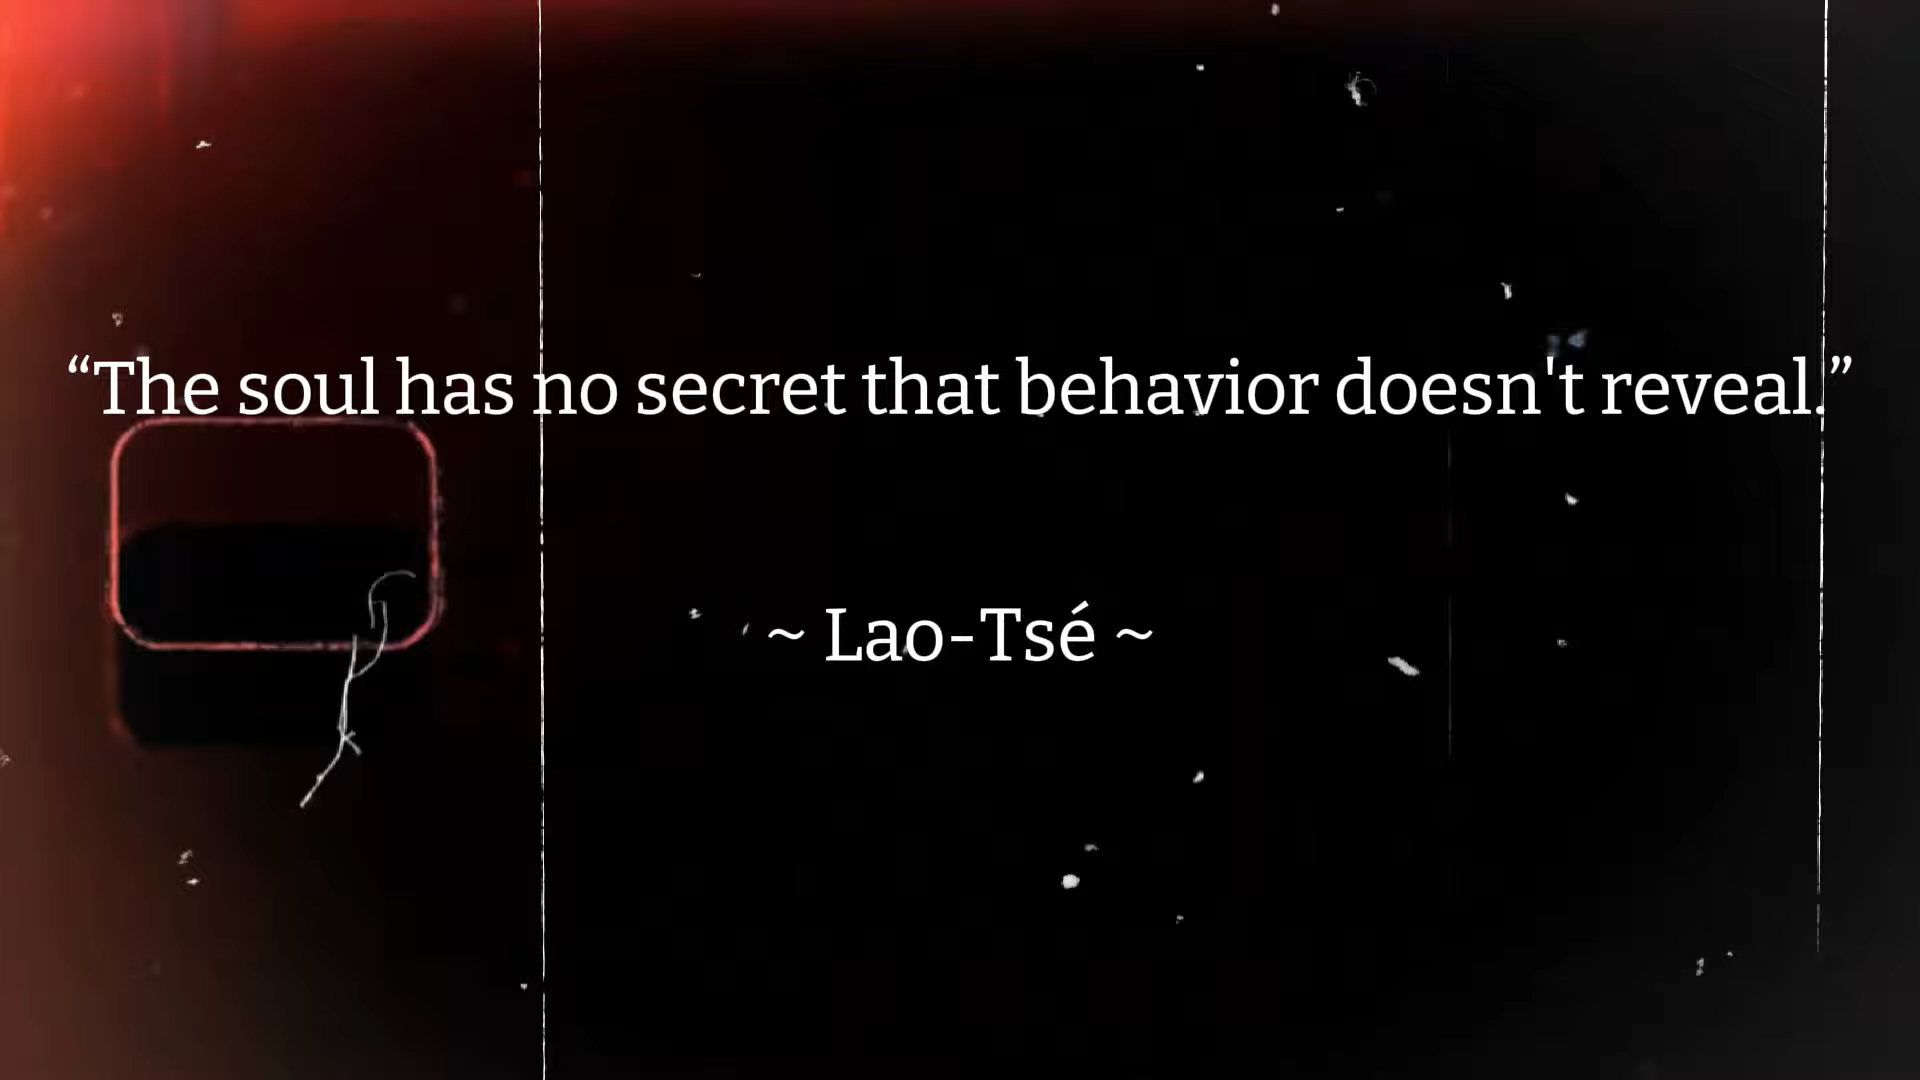 “The soul has no secret that behavior doesn't reveal.”
~ Lao-Tsé ~